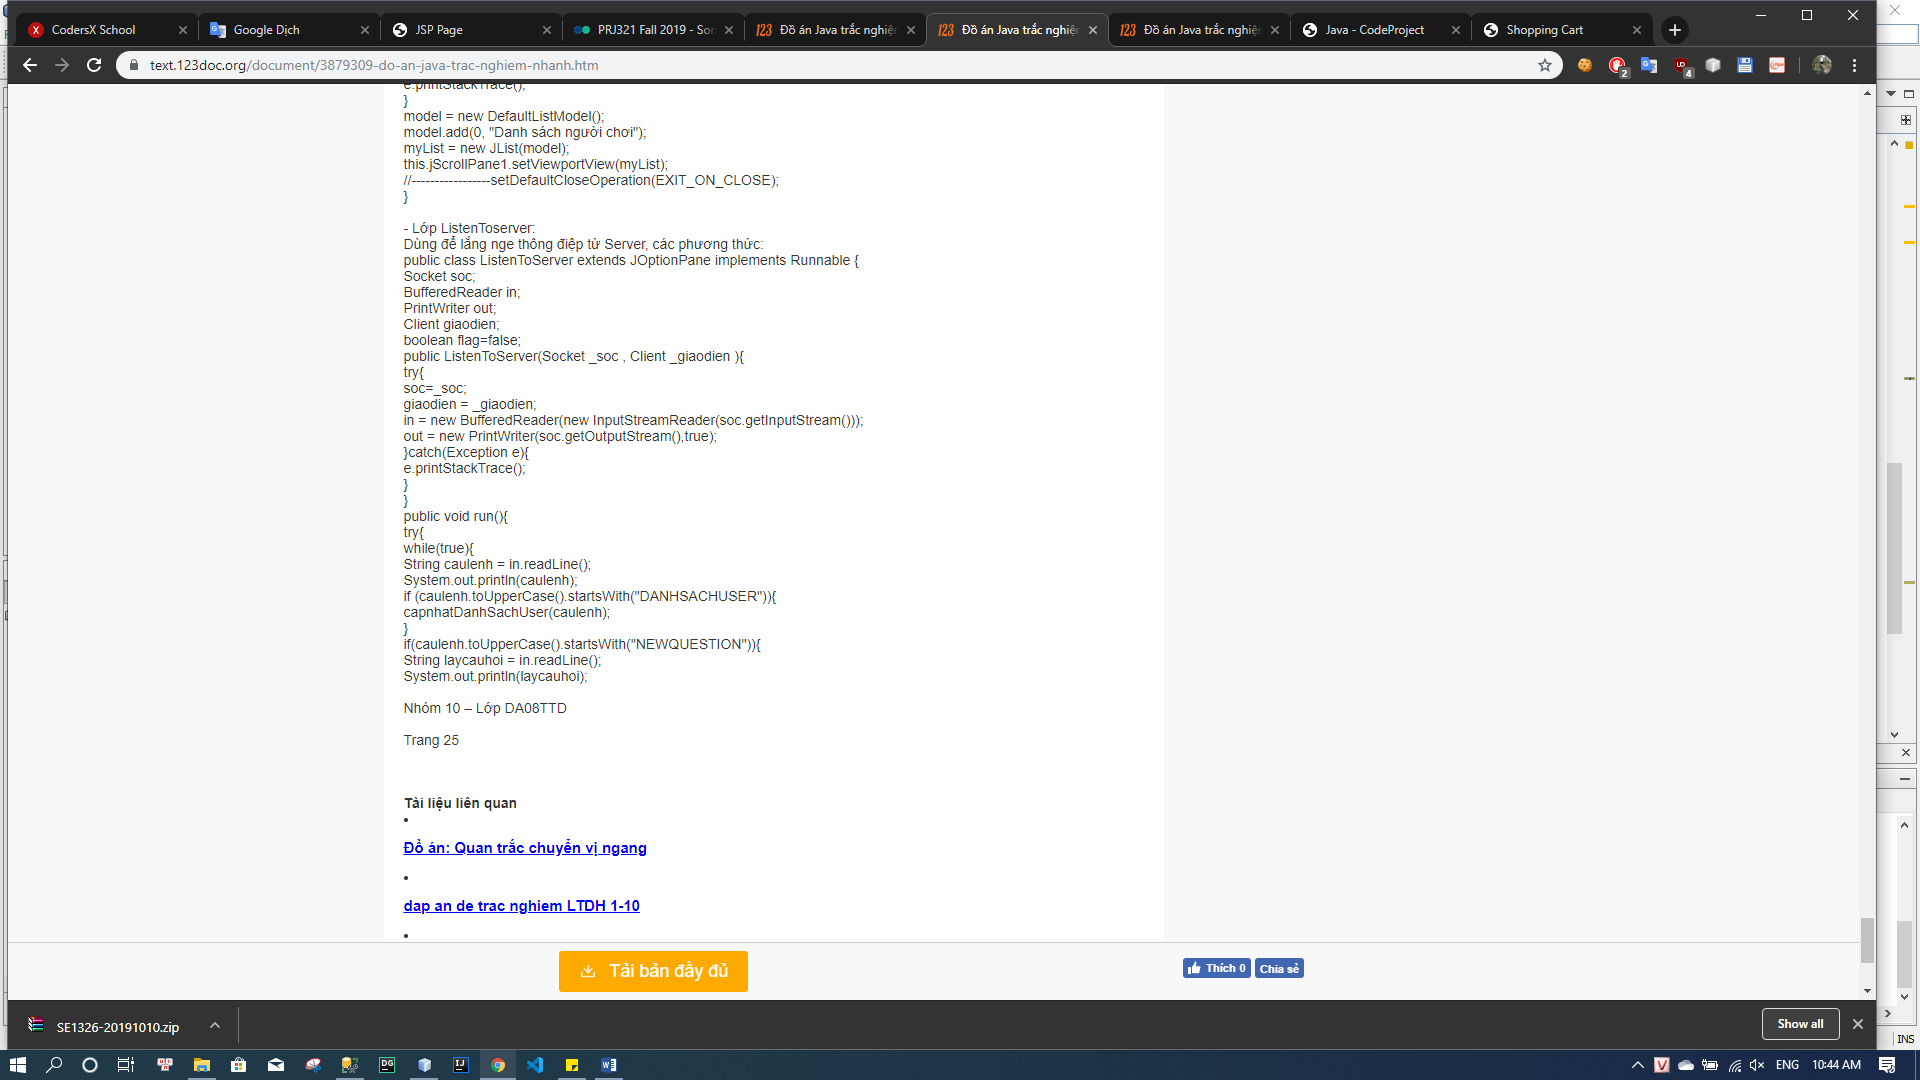 CodersX School
Google Dịch
JSP Page
PRJ321 Fall 2019 - Son
Đồ án Java trắc nghiệm
Đồ án Java trắc nghiệm
Đồ án Java trắc nghiệm
Java - CodeProject
Shopping Cart
text.123doc.org/document/3879309-do-an-java-trac-nghiem-nhanh.htm
e.printStackTrace();
}
model = new DefaultListModel();
model.add(0, "Danh sách người chơi");
myList = new JList(model);
this.jScrollPane1.setViewportView(myList);
//-----------------setDefaultCloseOperation(EXIT_ON_CLOSE);
}
- Lớp ListenToserver:
Dùng để lắng nge thông điệp từ Server, các phương thức:
public class ListenToServer extends JOptionPane implements Runnable {
Socket soc;
BufferedReader in;
PrintWriter out;
Client giaodien;
boolean flag=false;
public ListenToServer(Socket _soc , Client _giaodien ){
try{
soc=_soc;
giaodien = _giaodien;
in = new BufferedReader(new InputStreamReader(soc.getInputStream()));
out = new PrintWriter(soc.getOutputStream(),true);
}catch(Exception e){
e.printStackTrace();
}
}
public void run(){
try{
while(true){
String caulenh = in.readLine();
System.out.println(caulenh);
if (caulenh.toUpperCase().startsWith("DANHSACHUSER")){
capnhatDanhSachUser(caulenh);
}
if(caulenh.toUpperCase().startsWith("NEWQUESTION")){
String laycauhoi = in.readLine();
System.out.println(laycauhoi);
Nhóm 10 – Lớp DA08TTD
Trang 25
Tài liệu liên quan
•
Đồ án: Quan trắc chuyển vị ngang
•
dap an de trac nghiem LTDH 1-10
•
Tải bản đầy đủ
Thích 0
Chia sẻ
SE1326-20191010.zip
Show all
INS
ENG
10:44 AM